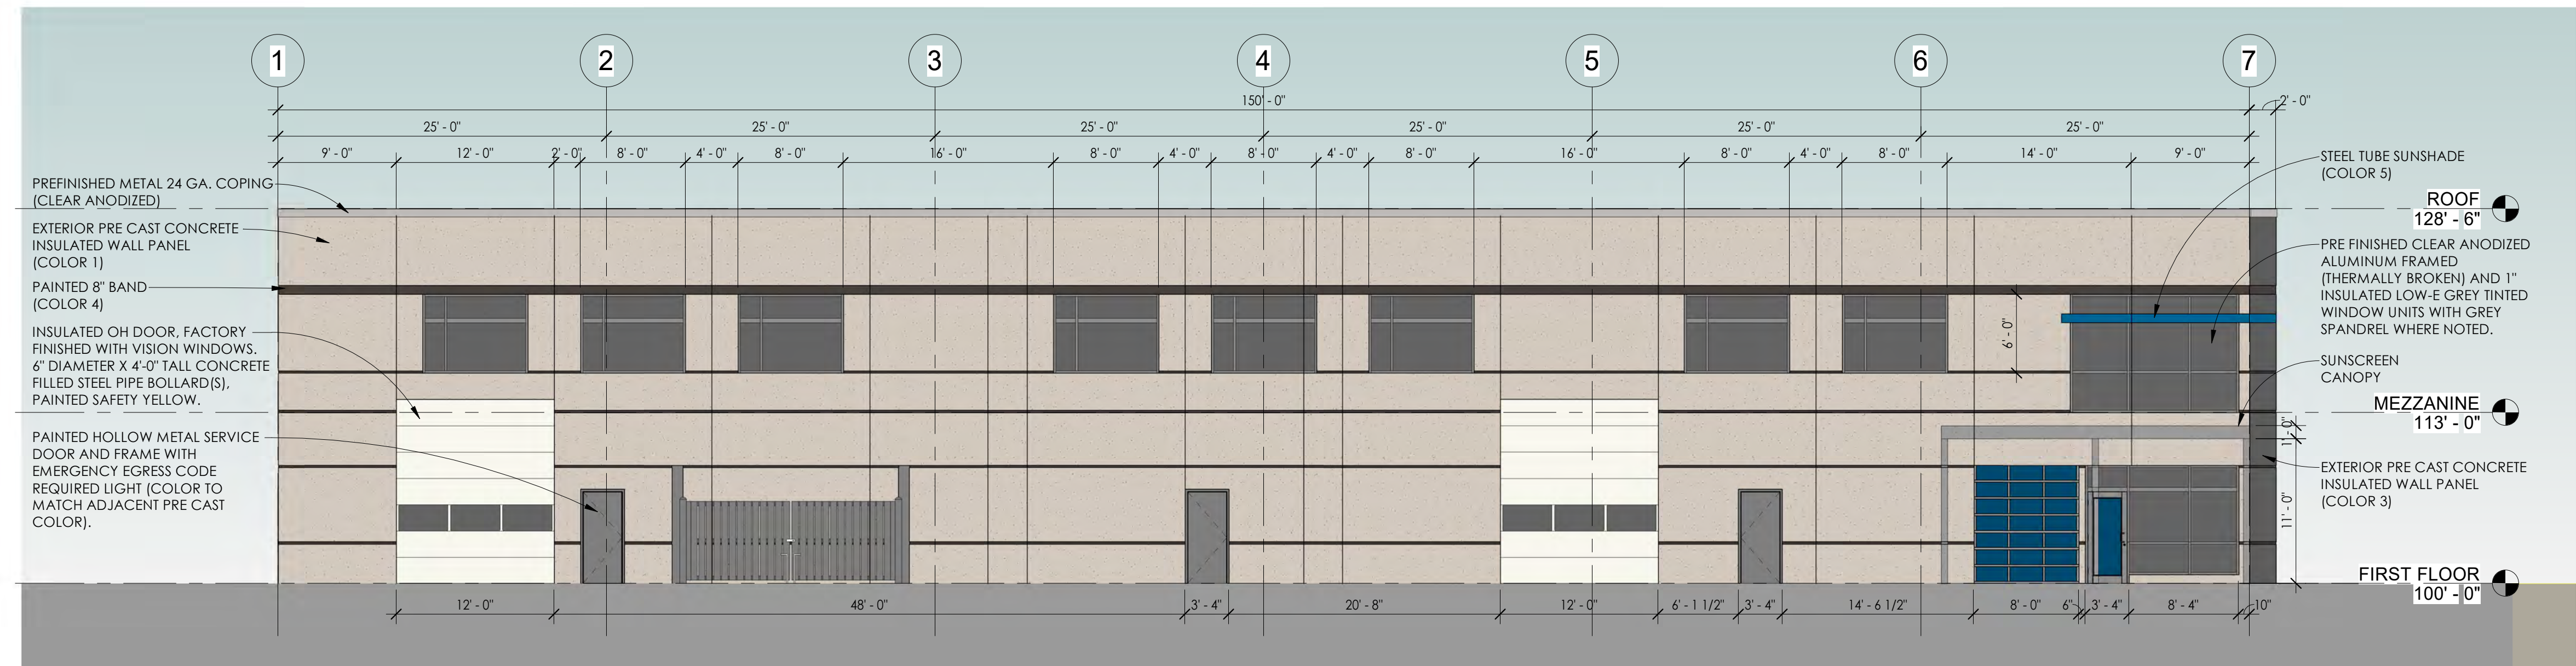 1 2 3 4 5 6 7
150' - 0" 2' - 0"
25' - 0" 25' - 0" 25' - 0" 25' - 0" 25' - 0" 25' - 0"
9' - 0" 12' - 0" 2' - 0" 8' - 0" 4' - 0" 8' - 0" 16' - 0" 8' - 0" 4' - 0" 8' - 0" 4' - 0" 8' - 0" 16' - 0" 8' - 0" 4' - 0" 8' - 0" 14' - 0" 9' - 0"
PREFINISHED METAL 24 GA. COPING
(CLEAR ANODIZED)
EXTERIOR PRE CAST CONCRETE
INSULATED WALL PANEL
(COLOR 1)
PAINTED 8" BAND
(COLOR 4)
INSULATED OH DOOR, FACTORY
FINISHED WITH VISION WINDOWS.
6" DIAMETER X 4'-0" TALL CONCRETE
FILLED STEEL PIPE BOLLARD(S),
PAINTED SAFETY YELLOW.
PAINTED HOLLOW METAL SERVICE
DOOR AND FRAME WITH
EMERGENCY EGRESS CODE
REQUIRED LIGHT (COLOR TO
MATCH ADJACENT PRE CAST
COLOR).
6' - 0"
1' - 0"
11' - 0"
STEEL TUBE SUNSHADE
(COLOR 5)
ROOF
128' - 6"
PRE FINISHED CLEAR ANODIZED
ALUMINUM FRAMED
(THERMALLY BROKEN) AND 1"
INSULATED LOW-E GREY TINTED
WINDOW UNITS WITH GREY
SPANDREL WHERE NOTED.
SUNSCREEN
CANOPY
MEZZANINE
113' - 0"
EXTERIOR PRE CAST CONCRETE
INSULATED WALL PANEL
(COLOR 3)
FIRST FLOOR
100' - 0"
12' - 0" 48' - 0" 3' - 4" 20' - 8" 12' - 0" 6' - 1 1/2" 3' - 4" 14' - 6 1/2" 8' - 0" 6" 3' - 4" 8' - 4" 10"